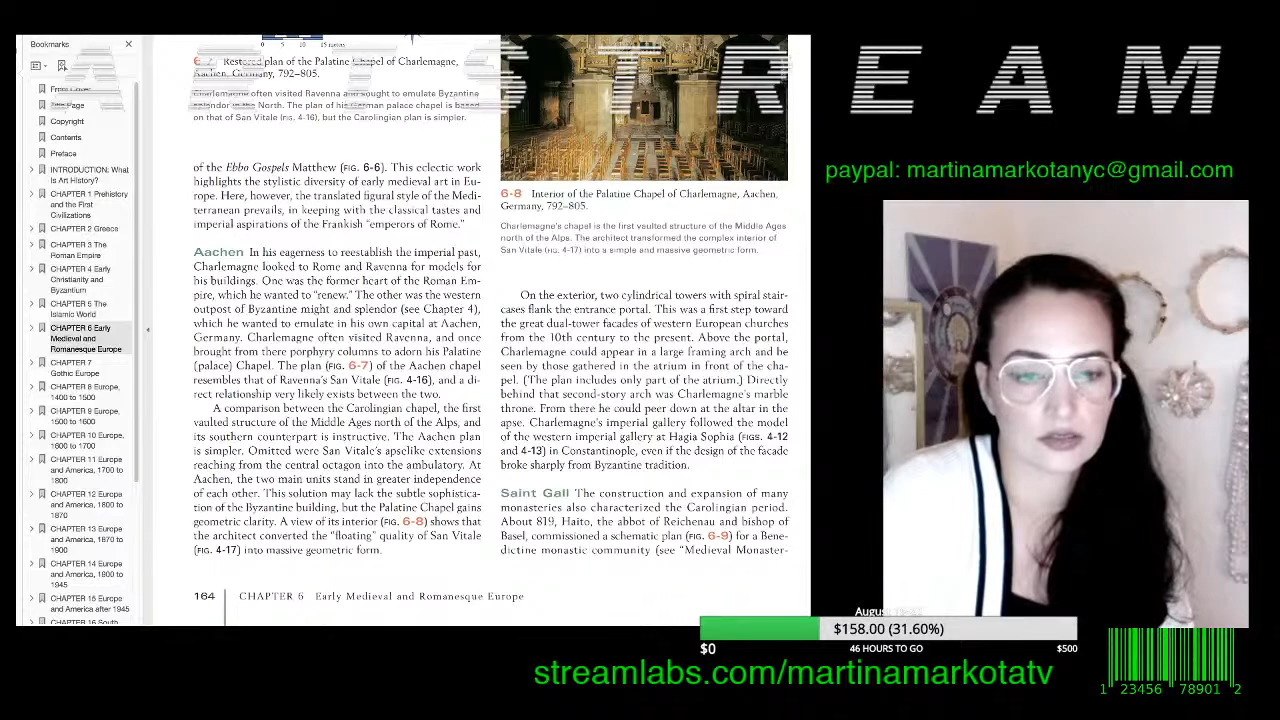 Bookmarks
Front Cover
Title Page
Copyright
Contents
Preface
INTRODUCTION: What
Is Art History?
CHAPTER 1 Prehistory
and the First
Civilizations
CHAPTER 2 Greece
CHAPTER 3 The
Roman Empire
CHAPTER 4 Early
Christianity and
Byzantium
CHAPTER 5 The
Islamic World
CHAPTER 6 Early
Medieval and
Romanesque Europe
CHAPTER 7
Gothic Europe
CHAPTER 8 Europe,
1400 to 1500
CHAPTER 9 Europe,
1500 to 1600
CHAPTER 10 Europe,
1600 to 1700
CHAPTER 11 Europe
and America, 1700 to
1800
CHAPTER 12 Europe
and America, 1800 to
1870
CHAPTER 13 Europe
and America, 1870 to
1900
CHAPTER 14 Europe
and America, 1900 to
1945
CHAPTER 15 Europe
and America after 1945
CHAPTER 16 South
0 5 10 15 meters
Restored plan of the Palatine Chapel of Charlemagne,
Aachen, Germany, 792–805.
Charlemagne often visited Ravenna and sought to emulate Byzantine
splendor in the North. The plan of his German palace chapel is based
on that of San Vitale (FIG. 4-16), but the Carolingian plan is simpler.
of the Ebbo Gospels Matthew (FIG. 6-6). This eclectic work
highlights the stylistic diversity of early medieval art in Eu-
rope. Here, however, the translated figural style of the Medi-
terranean prevails, in keeping with the classical tastes and
imperial aspirations of the Frankish "emperors of Rome."
Aachen In his eagerness to reestablish the imperial past,
Charlemagne looked to Rome and Ravenna for models for
his buildings. One was the former heart of the Roman Em-
pire, which he wanted to "renew." The other was the western
outpost of Byzantine might and splendor (see Chapter 4),
which he wanted to emulate in his own capital at Aachen,
Germany. Charlemagne often visited Ravenna, and once
brought from there porphyry columns to adorn his Palatine
(palace) Chapel. The plan (FIG. 6-7) of the Aachen chapel
resembles that of Ravenna's San Vitale (FIG. 4-16), and a di-
rect relationship very likely exists between the two.
A comparison between the Carolingian chapel, the first
vaulted structure of the Middle Ages north of the Alps, and
its southern counterpart is instructive. The Aachen plan
is simpler. Omitted were San Vitale's apselike extensions
reaching from the central octagon into the ambulatory. At
Aachen, the two main units stand in greater independence
of each other. This solution may lack the subtle sophistica-
tion of the Byzantine building, but the Palatine Chapel gains
geometric clarity. A view of its interior (FIG. 6-8) shows that
the architect converted the "floating" quality of San Vitale
(FIG. 4-17) into massive geometric form.
164 CHAPTER 6 Early Medieval and Romanesque Europe
6-8 Interior of the Palatine Chapel of Charlemagne, Aachen,
Germany, 792–805.
Charlemagne's chapel is the first vaulted structure of the Middle Ages
north of the Alps. The architect transformed the complex interior of
San Vitale (FIG. 4-17) into a simple and massive geometric form.
On the exterior, two cylindrical towers with spiral stair-
cases flank the entrance portal. This was a first step toward
the great dual-tower facades of western European churches
from the 10th century to the present. Above the portal,
Charlemagne could appear in a large framing arch and be
seen by those gathered in the atrium in front of the cha-
pel. (The plan includes only part of the atrium.) Directly
behind that second-story arch was Charlemagne's marble
throne. From there he could peer down at the altar in the
apse. Charlemagne's imperial gallery followed the model
of the western imperial gallery at Hagia Sophia (FIGS. 4-12
and 4-13) in Constantinople, even if the design of the facade
broke sharply from Byzantine tradition.
Saint Gall The construction and expansion of many
monasteries also characterized the Carolingian period.
About 819, Haito, the abbot of Reichenau and bishop of
Basel, commissioned a schematic plan (FIG. 6-9) for a Bene-
dictine monastic community (see "Medieval Monaster-
STREAM
paypal: martinamarkotanyc@gmail.com
August
$158.00 (31.60%)
$0 46 HOURS TO GO $500
streamlabs.com/martinamarkotatv
1 23456 78901 2